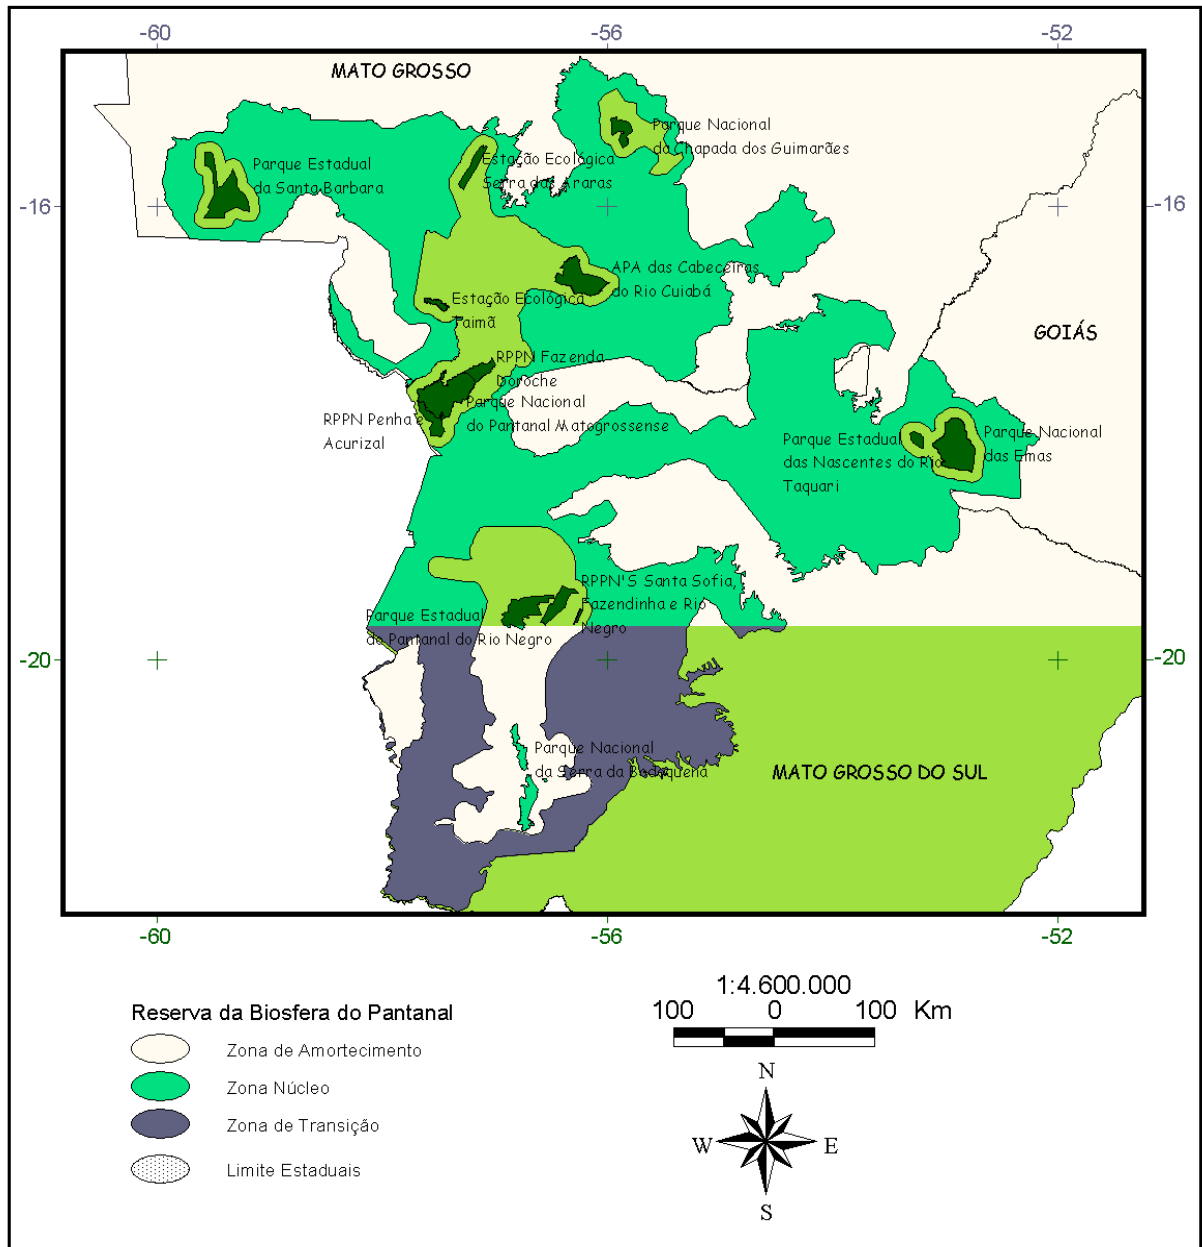 -60
-56
-52
MATO GROSSO
Parque Nacional
da Chapada dos Guimarães
Estação Ecológica
Serra das Araras
Parque Estadual
da Santa Barbara
-16
-16
APA das Cabeceiras
do Rio Cuiabá
Estação Ecológica
Taimã
GOIÁS
RPPN Fazenda
Doroche
Parque Nacional
do Pantanal Matogrossense
RPPN Penha e
Acurizal
Parque Estadual
das Nascentes do Rio
Taquari
Parque Nacional
das Emas
RPPN'S Santa Sofia,
Fazendinha e Rio
Negro
Parque Estadual
do Pantanal do Rio Negro
-20
-20
Parque Nacional
da Serra da Bodoquena
MATO GROSSO DO SUL
-60
-56
-52
Reserva da Biosfera do Pantanal
Zona de Amortecimento
Zona Núcleo
Zona de Transição
Limite Estaduais
1:4.600.000
100 0 100 Km
N
W E
S